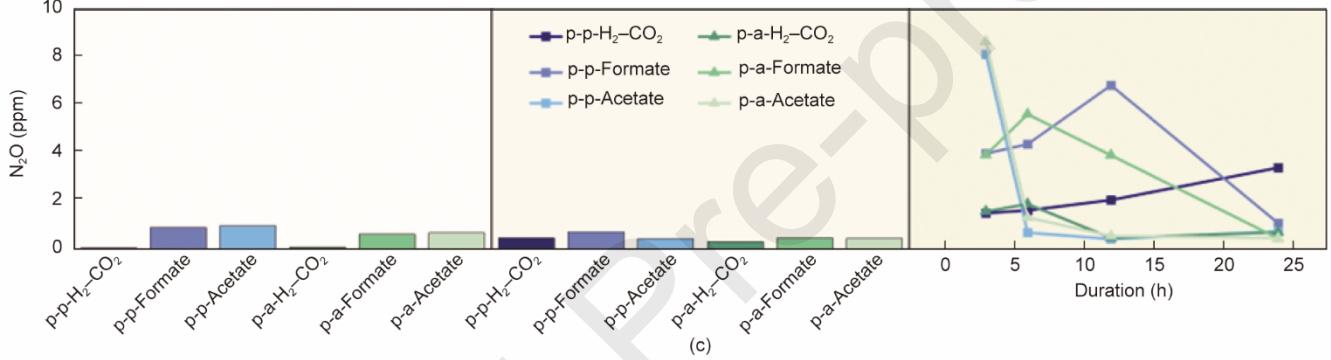 10
8
6
4
2
0
N₂O (ppm)
p-p-H₂–CO₂
p-p-Formate
p-p-Acetate
p-a-H₂–CO₂
p-a-Formate
p-a-Acetate
p-p-H₂–CO₂ p-a-H₂–CO₂
p-p-Formate p-a-Formate
p-p-Acetate p-a-Acetate
p-p-H₂–CO₂
p-p-Formate
p-p-Acetate
p-a-H₂–CO₂
p-a-Formate
p-a-Acetate
0 5 10 15 20 25
Duration (h)
(c)
Pre-pr